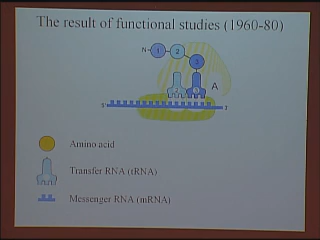 The result of functional studies (1960-80)
N- 1 2 3
A
5' 3'
Amino acid
Transfer RNA (tRNA)
Messenger RNA (mRNA)